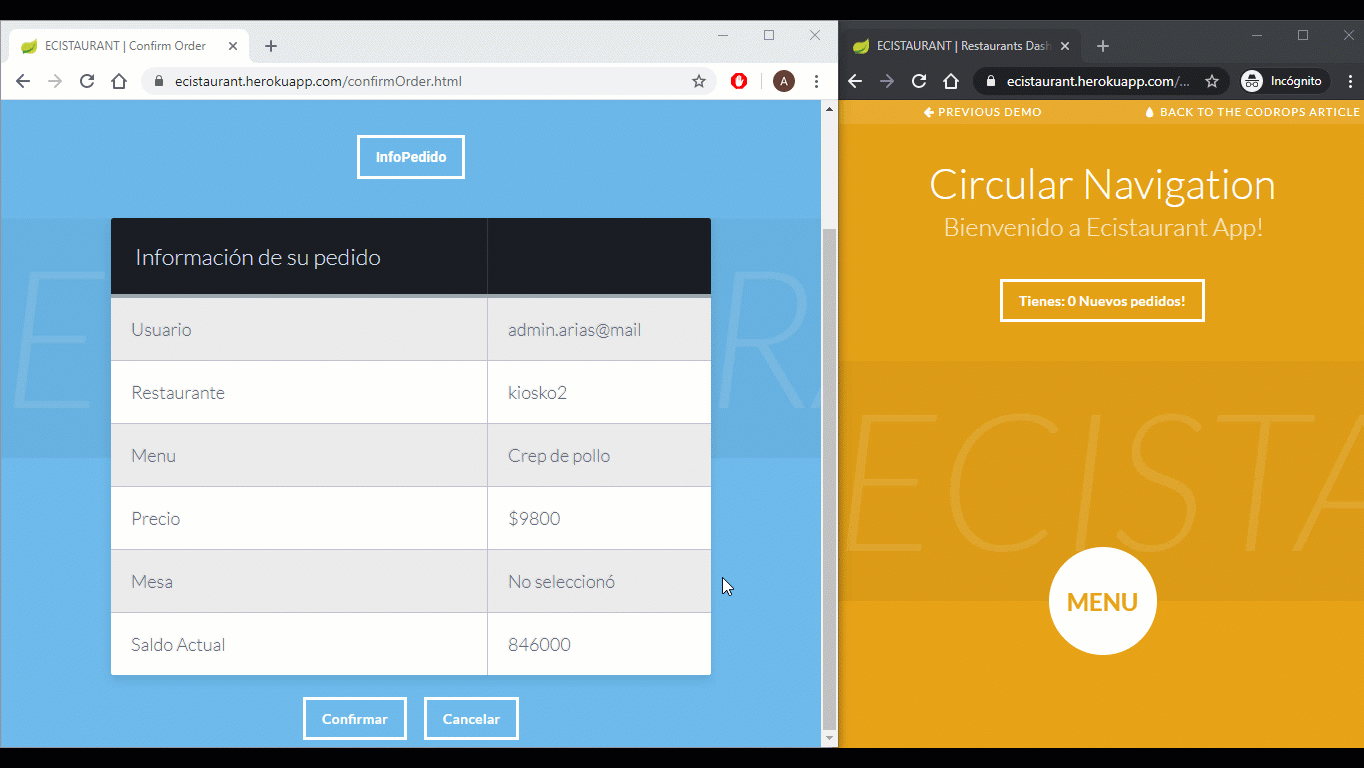 ECISTAURANT | Confirm Order
ecistaurant.herokuapp.com/confirmOrder.html
A
InfoPedido
Información de su pedido
Usuario admin.arias@mail
Restaurante kiosko2
Menu Crep de pollo
Precio $9800
Mesa No seleccionó
Saldo Actual 846000
Confirmar Cancelar
E R
ECISTAURANT | Restaurants Dash
ecistaurant.herokuapp.com/...
Incógnito
PREVIOUS DEMO BACK TO THE CODROPS ARTICLE
Circular Navigation
Bienvenido a Ecistaurant App!
Tienes: 0 Nuevos pedidos!
ECISTA
MENU